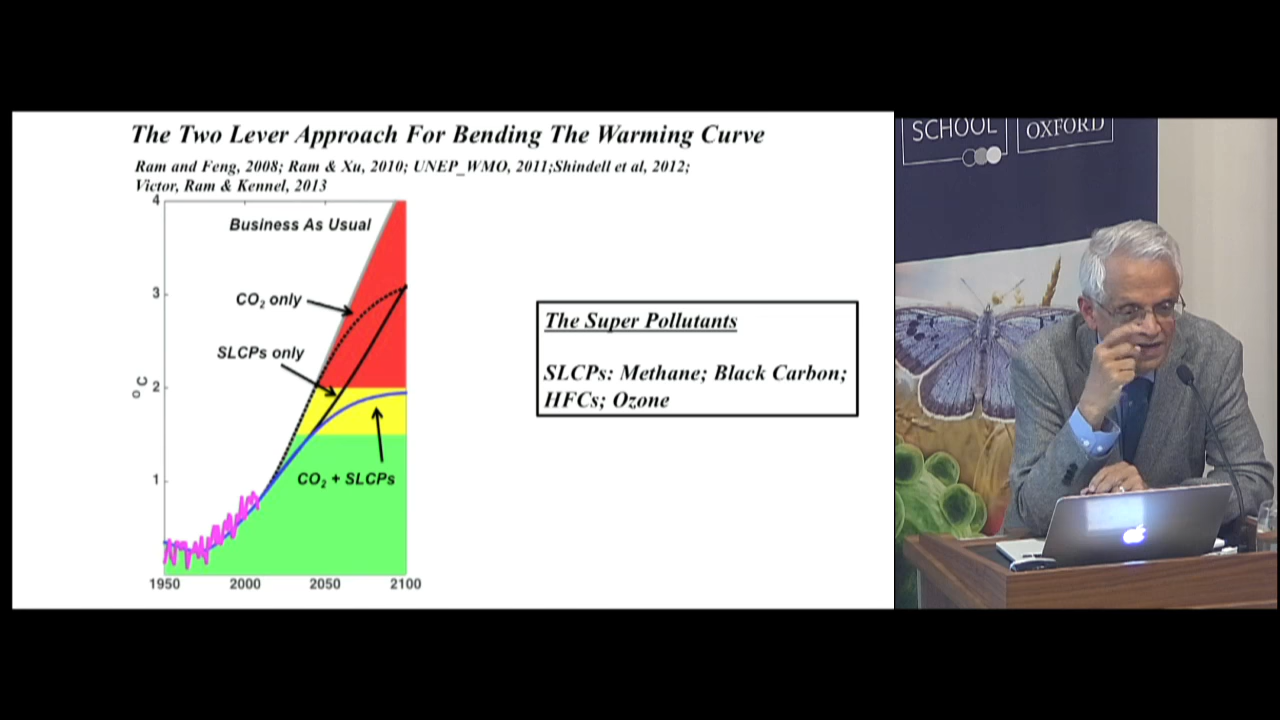 The Two Lever Approach For Bending The Warming Curve
Ram and Feng, 2008; Ram & Xu, 2010; UNEP_WMO, 2011;Shindell et al, 2012;
Victor, Ram & Kennel, 2013
4
Business As Usual
3
CO₂ only
SLCPs only
2
° C
1
CO₂ + SLCPs
1950
2000
2050
2100
The Super Pollutants
SLCPs: Methane; Black Carbon;
HFCs; Ozone
SCHOOL
OXFORD